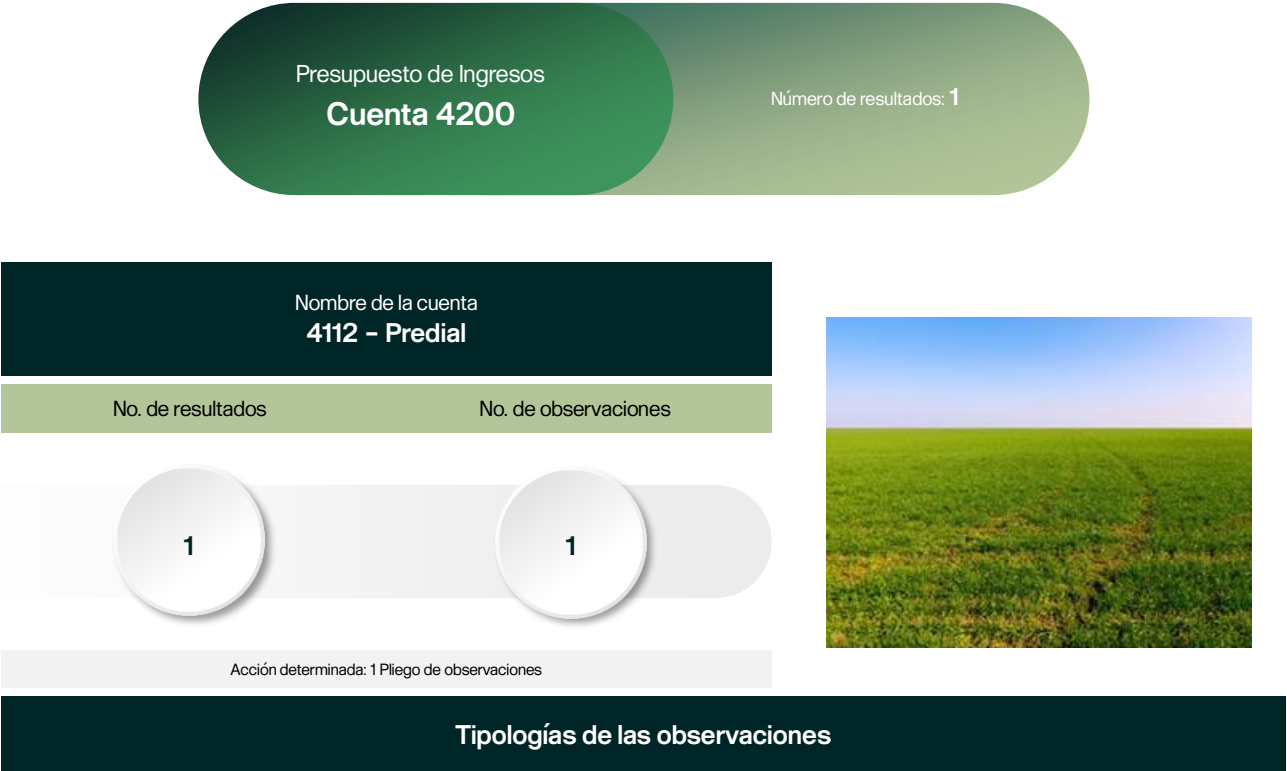 Presupuesto de Ingresos
Cuenta 4200
Número de resultados: 1
Nombre de la cuenta
4112 – Predial
No. de resultados
No. de observaciones
1
1
Acción determinada: 1 Pliego de observaciones
Tipologías de las observaciones